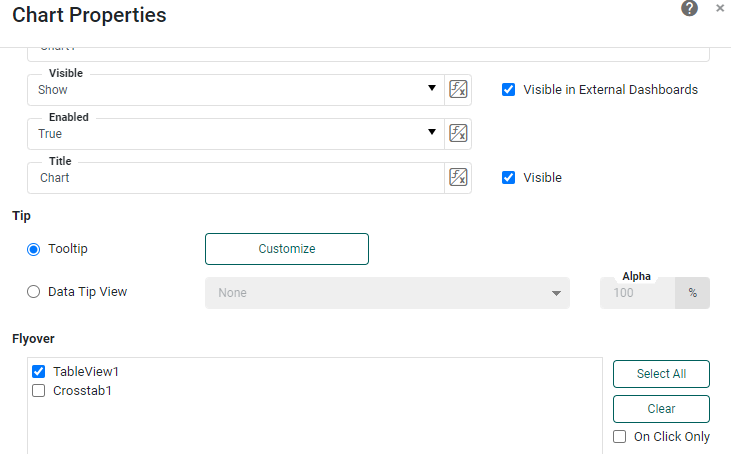 Chart Properties
Visible
Show
Visible in External Dashboards
Enabled
True
Title
Chart
Visible
Tip
Tooltip
Customize
Data Tip View
None
Alpha
100
%
Flyover
TableView1
Crosstab1
Select All
Clear
On Click Only